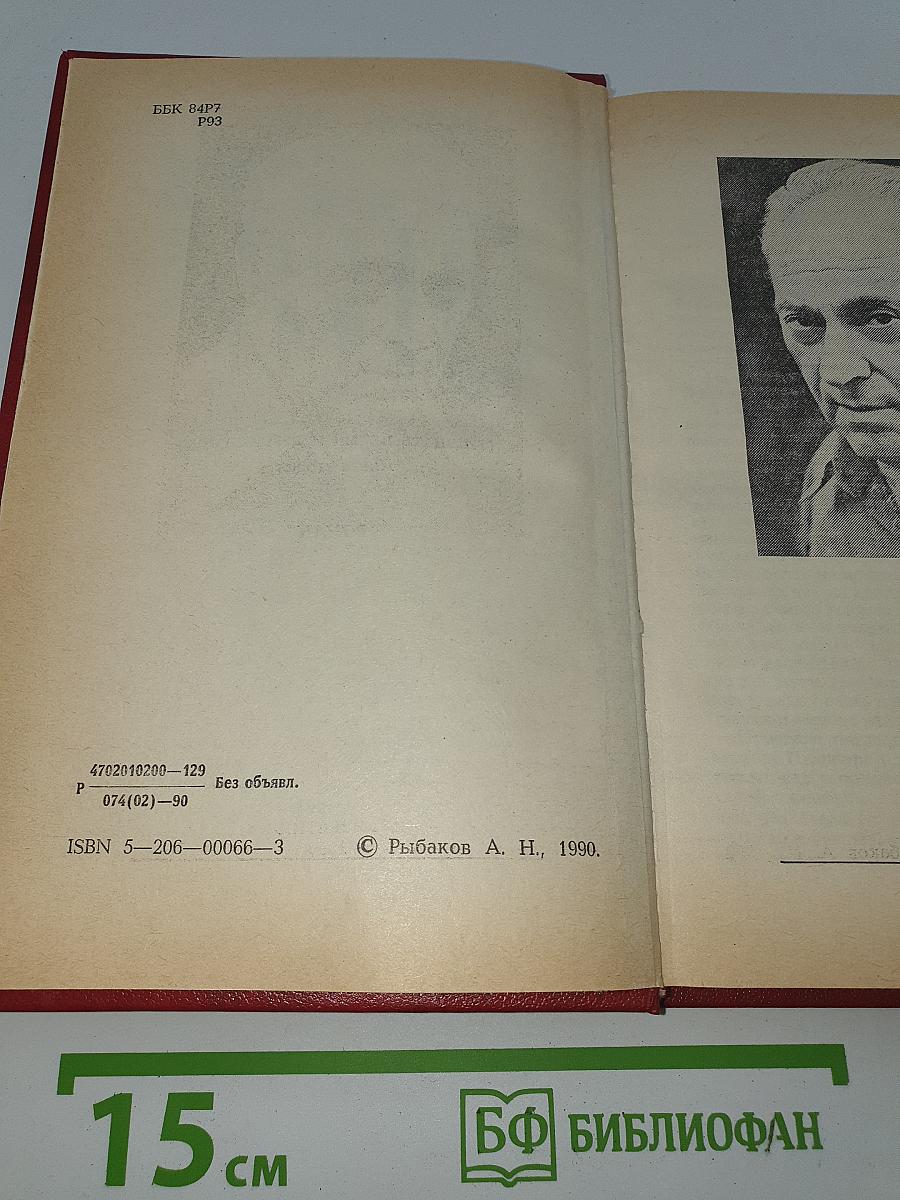 ББК 84Р7
Р93
4702010200—129
Р
074(02)—90
Без объявл.
ISBN 5—206—00066—3
© Рыбаков А. Н., 1990.
15 см
БФ БИБЛИОФАН